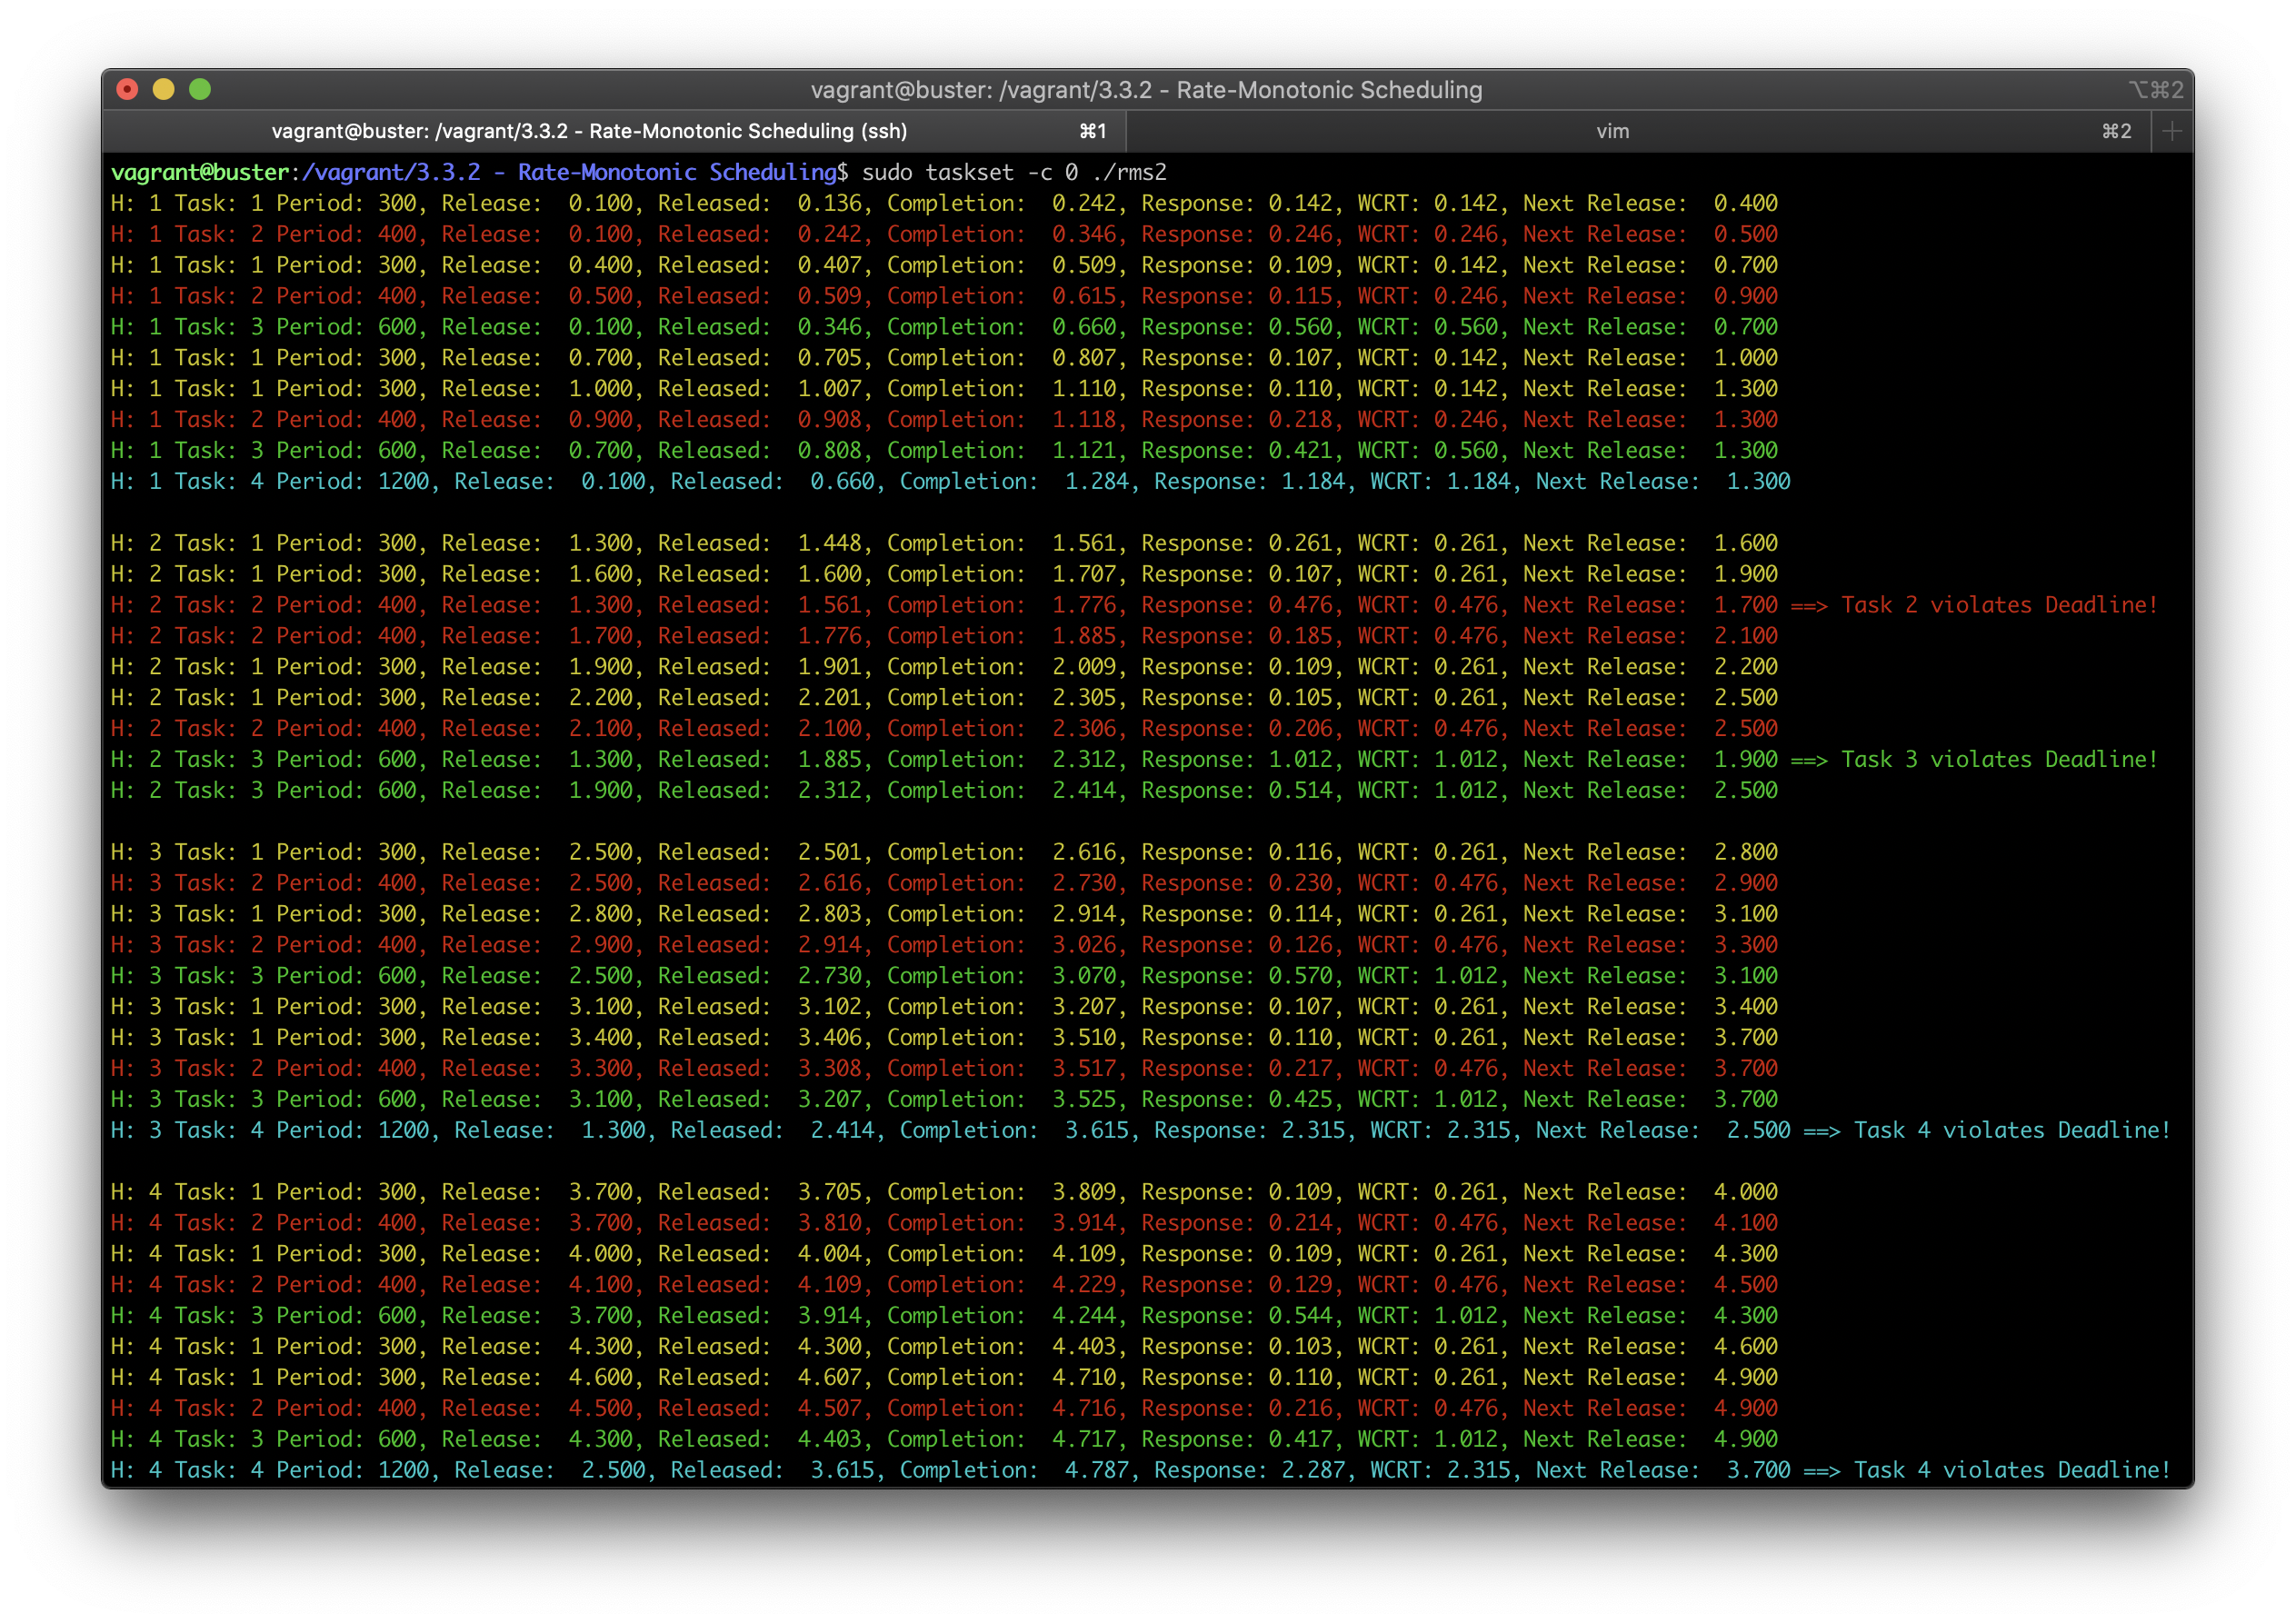 vagrant@buster: /vagrant/3.3.2 - Rate-Monotonic Scheduling ⌥⌘2
vagrant@buster: /vagrant/3.3.2 - Rate-Monotonic Scheduling (ssh) ⌘1 vim ⌘2 +
vagrant@buster:/vagrant/3.3.2 - Rate-Monotonic Scheduling$ sudo taskset -c 0 ./rms2
H: 1 Task: 1 Period: 300, Release:  0.100, Released:  0.136, Completion:  0.242, Response: 0.142, WCRT: 0.142, Next Release:  0.400
H: 1 Task: 2 Period: 400, Release:  0.100, Released:  0.242, Completion:  0.346, Response: 0.246, WCRT: 0.246, Next Release:  0.500
H: 1 Task: 1 Period: 300, Release:  0.400, Released:  0.407, Completion:  0.509, Response: 0.109, WCRT: 0.142, Next Release:  0.700
H: 1 Task: 2 Period: 400, Release:  0.500, Released:  0.509, Completion:  0.615, Response: 0.115, WCRT: 0.246, Next Release:  0.900
H: 1 Task: 3 Period: 600, Release:  0.100, Released:  0.346, Completion:  0.660, Response: 0.560, WCRT: 0.560, Next Release:  0.700
H: 1 Task: 1 Period: 300, Release:  0.700, Released:  0.705, Completion:  0.807, Response: 0.107, WCRT: 0.142, Next Release:  1.000
H: 1 Task: 1 Period: 300, Release:  1.000, Released:  1.007, Completion:  1.110, Response: 0.110, WCRT: 0.142, Next Release:  1.300
H: 1 Task: 2 Period: 400, Release:  0.900, Released:  0.908, Completion:  1.118, Response: 0.218, WCRT: 0.246, Next Release:  1.300
H: 1 Task: 3 Period: 600, Release:  0.700, Released:  0.808, Completion:  1.121, Response: 0.421, WCRT: 0.560, Next Release:  1.300
H: 1 Task: 4 Period: 1200, Release:  0.100, Released:  0.660, Completion:  1.284, Response: 1.184, WCRT: 1.184, Next Release:  1.300
H: 2 Task: 1 Period: 300, Release:  1.300, Released:  1.448, Completion:  1.561, Response: 0.261, WCRT: 0.261, Next Release:  1.600
H: 2 Task: 1 Period: 300, Release:  1.600, Released:  1.600, Completion:  1.707, Response: 0.107, WCRT: 0.261, Next Release:  1.900
H: 2 Task: 2 Period: 400, Release:  1.300, Released:  1.561, Completion:  1.776, Response: 0.476, WCRT: 0.476, Next Release:  1.700 ==> Task 2 violates Deadline!
H: 2 Task: 2 Period: 400, Release:  1.700, Released:  1.776, Completion:  1.885, Response: 0.185, WCRT: 0.476, Next Release:  2.100
H: 2 Task: 1 Period: 300, Release:  1.900, Released:  1.901, Completion:  2.009, Response: 0.109, WCRT: 0.261, Next Release:  2.200
H: 2 Task: 1 Period: 300, Release:  2.200, Released:  2.201, Completion:  2.305, Response: 0.105, WCRT: 0.261, Next Release:  2.500
H: 2 Task: 2 Period: 400, Release:  2.100, Released:  2.100, Completion:  2.306, Response: 0.206, WCRT: 0.476, Next Release:  2.500
H: 2 Task: 3 Period: 600, Release:  1.300, Released:  1.885, Completion:  2.312, Response: 1.012, WCRT: 1.012, Next Release:  1.900 ==> Task 3 violates Deadline!
H: 2 Task: 3 Period: 600, Release:  1.900, Released:  2.312, Completion:  2.414, Response: 0.514, WCRT: 1.012, Next Release:  2.500
H: 3 Task: 1 Period: 300, Release:  2.500, Released:  2.501, Completion:  2.616, Response: 0.116, WCRT: 0.261, Next Release:  2.800
H: 3 Task: 2 Period: 400, Release:  2.500, Released:  2.616, Completion:  2.730, Response: 0.230, WCRT: 0.476, Next Release:  2.900
H: 3 Task: 1 Period: 300, Release:  2.800, Released:  2.803, Completion:  2.914, Response: 0.114, WCRT: 0.261, Next Release:  3.100
H: 3 Task: 2 Period: 400, Release:  2.900, Released:  2.914, Completion:  3.026, Response: 0.126, WCRT: 0.476, Next Release:  3.300
H: 3 Task: 3 Period: 600, Release:  2.500, Released:  2.730, Completion:  3.070, Response: 0.570, WCRT: 1.012, Next Release:  3.100
H: 3 Task: 1 Period: 300, Release:  3.100, Released:  3.102, Completion:  3.207, Response: 0.107, WCRT: 0.261, Next Release:  3.400
H: 3 Task: 1 Period: 300, Release:  3.400, Released:  3.406, Completion:  3.510, Response: 0.110, WCRT: 0.261, Next Release:  3.700
H: 3 Task: 2 Period: 400, Release:  3.300, Released:  3.308, Completion:  3.517, Response: 0.217, WCRT: 0.476, Next Release:  3.700
H: 3 Task: 3 Period: 600, Release:  3.100, Released:  3.207, Completion:  3.525, Response: 0.425, WCRT: 1.012, Next Release:  3.700
H: 3 Task: 4 Period: 1200, Release:  1.300, Released:  2.414, Completion:  3.615, Response: 2.315, WCRT: 2.315, Next Release:  2.500 ==> Task 4 violates Deadline!
H: 4 Task: 1 Period: 300, Release:  3.700, Released:  3.705, Completion:  3.809, Response: 0.109, WCRT: 0.261, Next Release:  4.000
H: 4 Task: 2 Period: 400, Release:  3.700, Released:  3.810, Completion:  3.914, Response: 0.214, WCRT: 0.476, Next Release:  4.100
H: 4 Task: 1 Period: 300, Release:  4.000, Released:  4.004, Completion:  4.109, Response: 0.109, WCRT: 0.261, Next Release:  4.300
H: 4 Task: 2 Period: 400, Release:  4.100, Released:  4.109, Completion:  4.229, Response: 0.129, WCRT: 0.476, Next Release:  4.500
H: 4 Task: 3 Period: 600, Release:  3.700, Released:  3.914, Completion:  4.244, Response: 0.544, WCRT: 1.012, Next Release:  4.300
H: 4 Task: 1 Period: 300, Release:  4.300, Released:  4.300, Completion:  4.403, Response: 0.103, WCRT: 0.261, Next Release:  4.600
H: 4 Task: 1 Period: 300, Release:  4.600, Released:  4.607, Completion:  4.710, Response: 0.110, WCRT: 0.261, Next Release:  4.900
H: 4 Task: 2 Period: 400, Release:  4.500, Released:  4.507, Completion:  4.716, Response: 0.216, WCRT: 0.476, Next Release:  4.900
H: 4 Task: 3 Period: 600, Release:  4.300, Released:  4.403, Completion:  4.717, Response: 0.417, WCRT: 1.012, Next Release:  4.900
H: 4 Task: 4 Period: 1200, Release:  2.500, Released:  3.615, Completion:  4.787, Response: 2.287, WCRT: 2.315, Next Release:  3.700 ==> Task 4 violates Deadline!